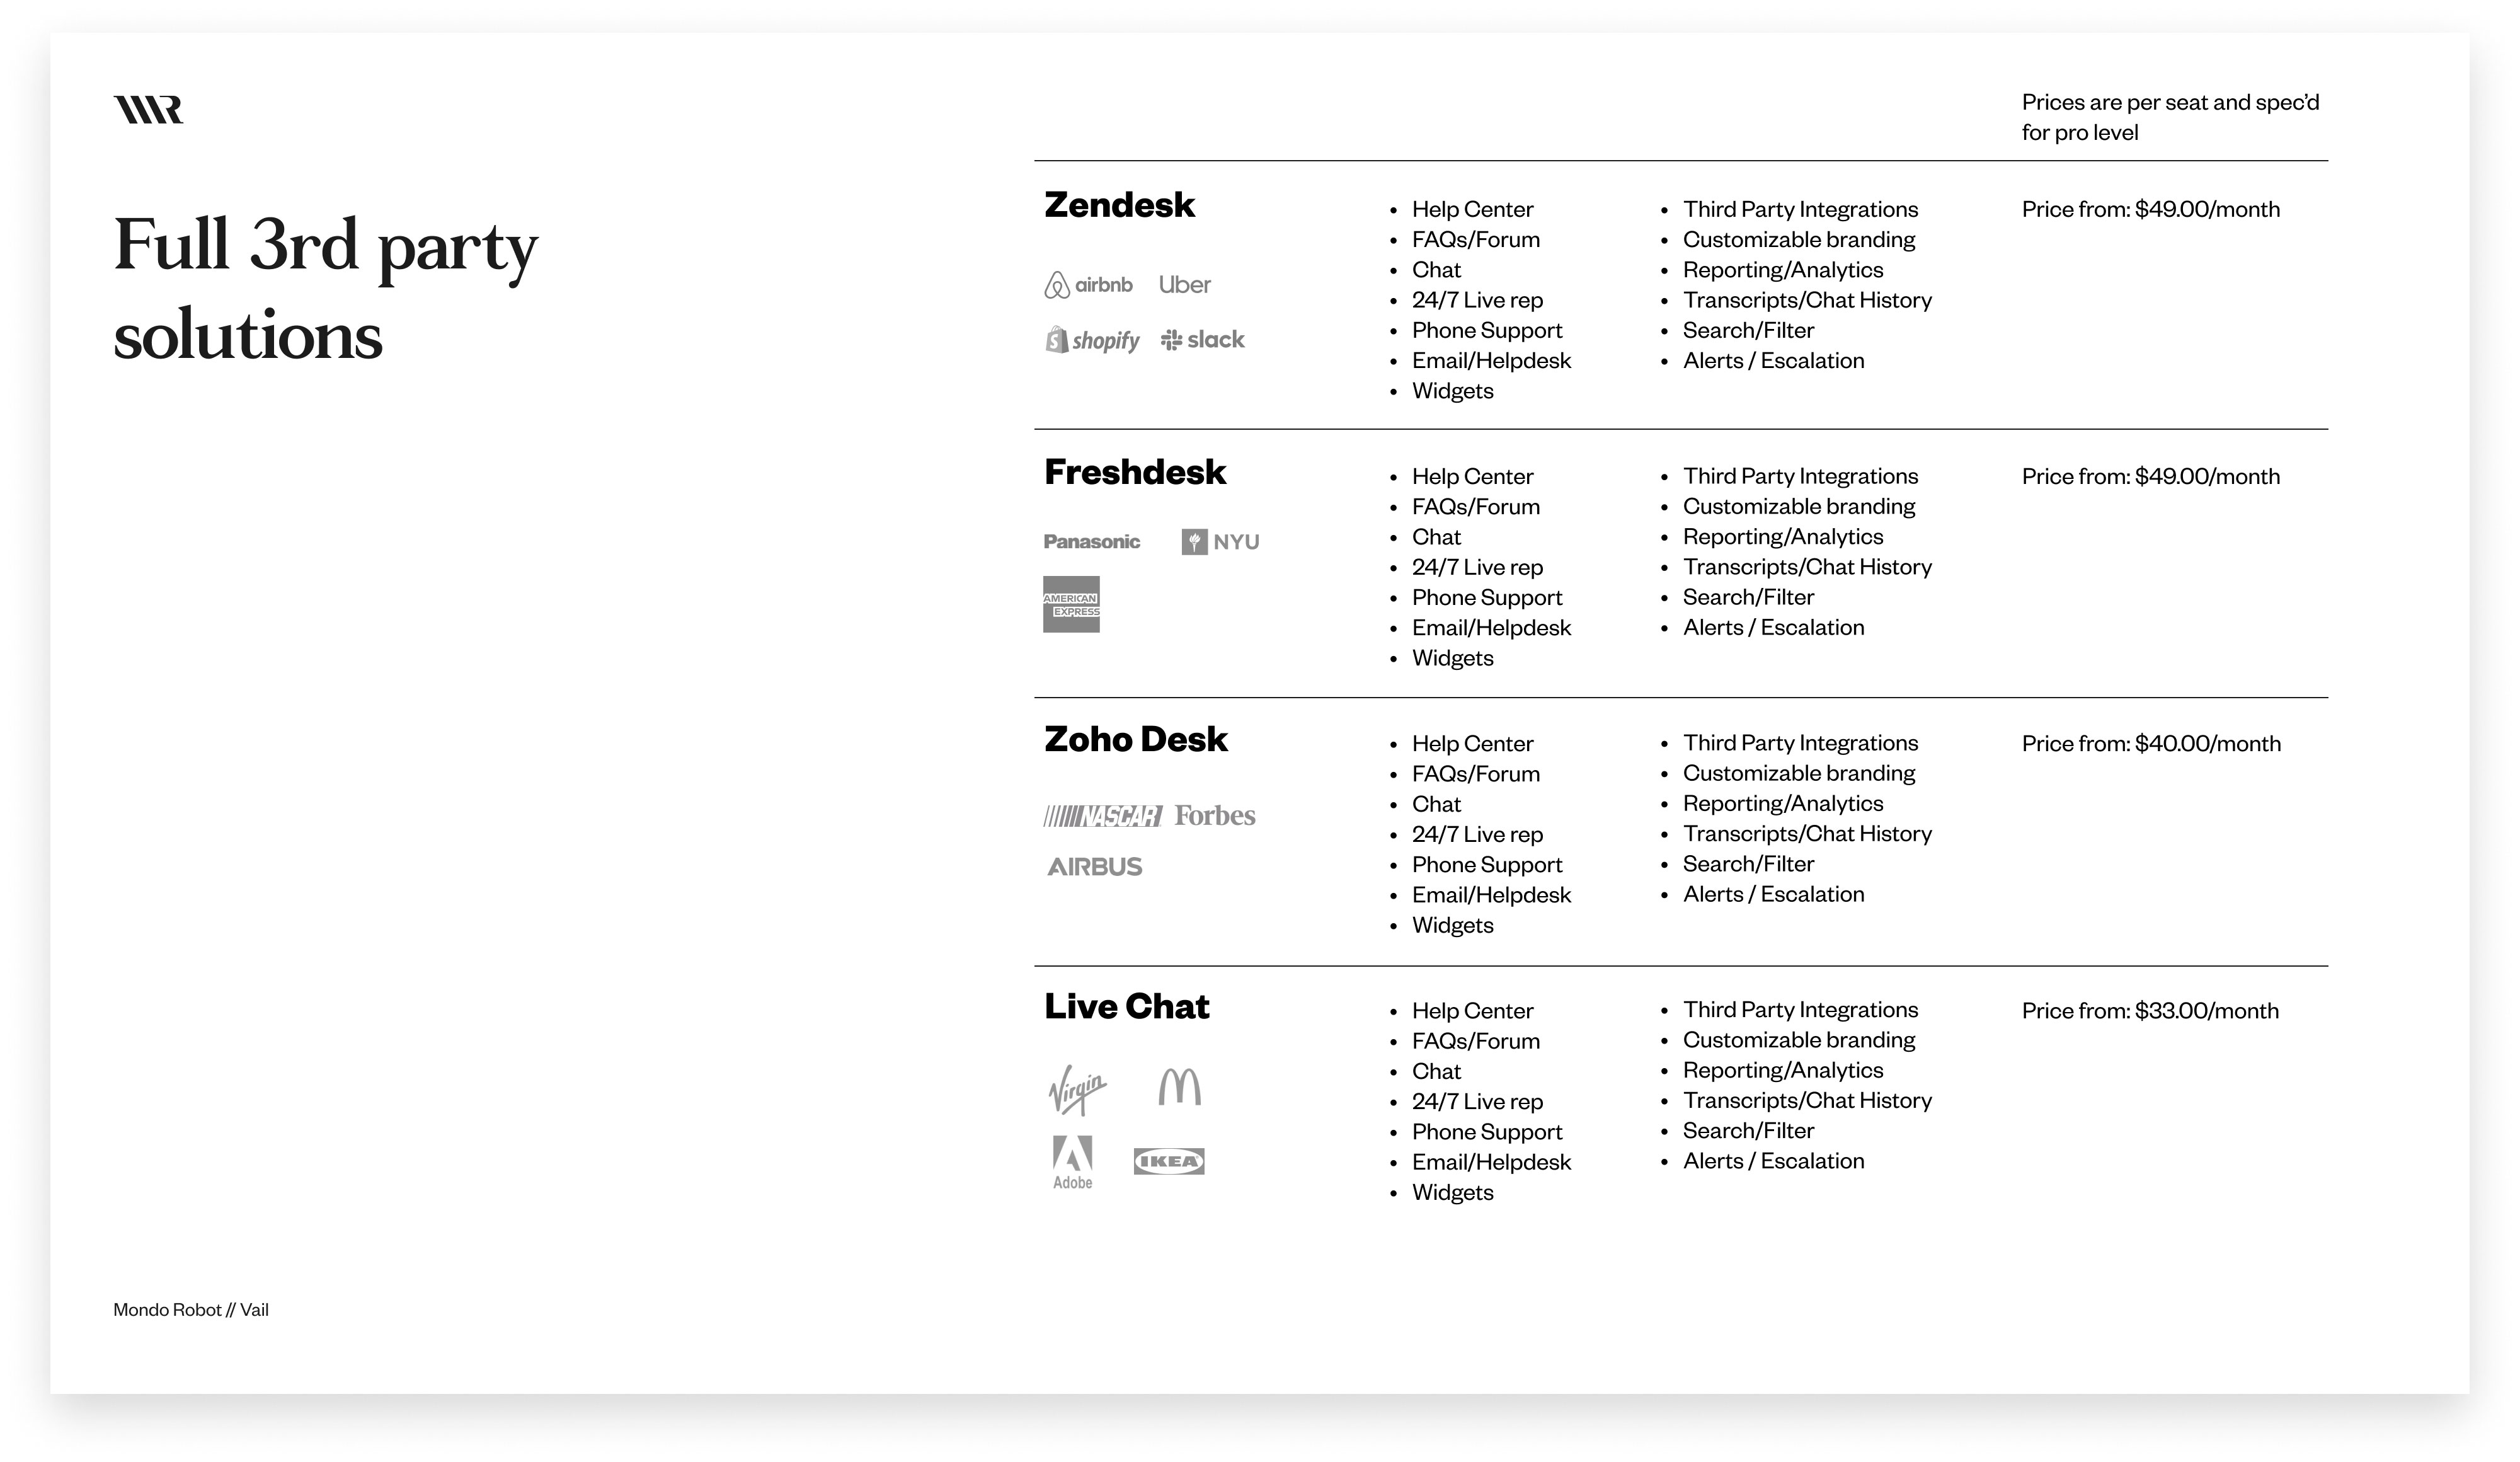 Prices are per seat and spec’d
for pro level
Full 3rd party
solutions
Zendesk
airbnb Uber
shopify slack
• Help Center
• FAQs/Forum
• Chat
• 24/7 Live rep
• Phone Support
• Email/Helpdesk
• Widgets
• Third Party Integrations
• Customizable branding
• Reporting/Analytics
• Transcripts/Chat History
• Search/Filter
• Alerts / Escalation
Price from: $49.00/month
Freshdesk
Panasonic NYU
AMERICAN
EXPRESS
• Help Center
• FAQs/Forum
• Chat
• 24/7 Live rep
• Phone Support
• Email/Helpdesk
• Widgets
• Third Party Integrations
• Customizable branding
• Reporting/Analytics
• Transcripts/Chat History
• Search/Filter
• Alerts / Escalation
Price from: $49.00/month
Zoho Desk
NASCAR Forbes
AIRBUS
• Help Center
• FAQs/Forum
• Chat
• 24/7 Live rep
• Phone Support
• Email/Helpdesk
• Widgets
• Third Party Integrations
• Customizable branding
• Reporting/Analytics
• Transcripts/Chat History
• Search/Filter
• Alerts / Escalation
Price from: $40.00/month
Live Chat
Virgin
Adobe IKEA
• Help Center
• FAQs/Forum
• Chat
• 24/7 Live rep
• Phone Support
• Email/Helpdesk
• Widgets
• Third Party Integrations
• Customizable branding
• Reporting/Analytics
• Transcripts/Chat History
• Search/Filter
• Alerts / Escalation
Price from: $33.00/month
Mondo Robot // Vail